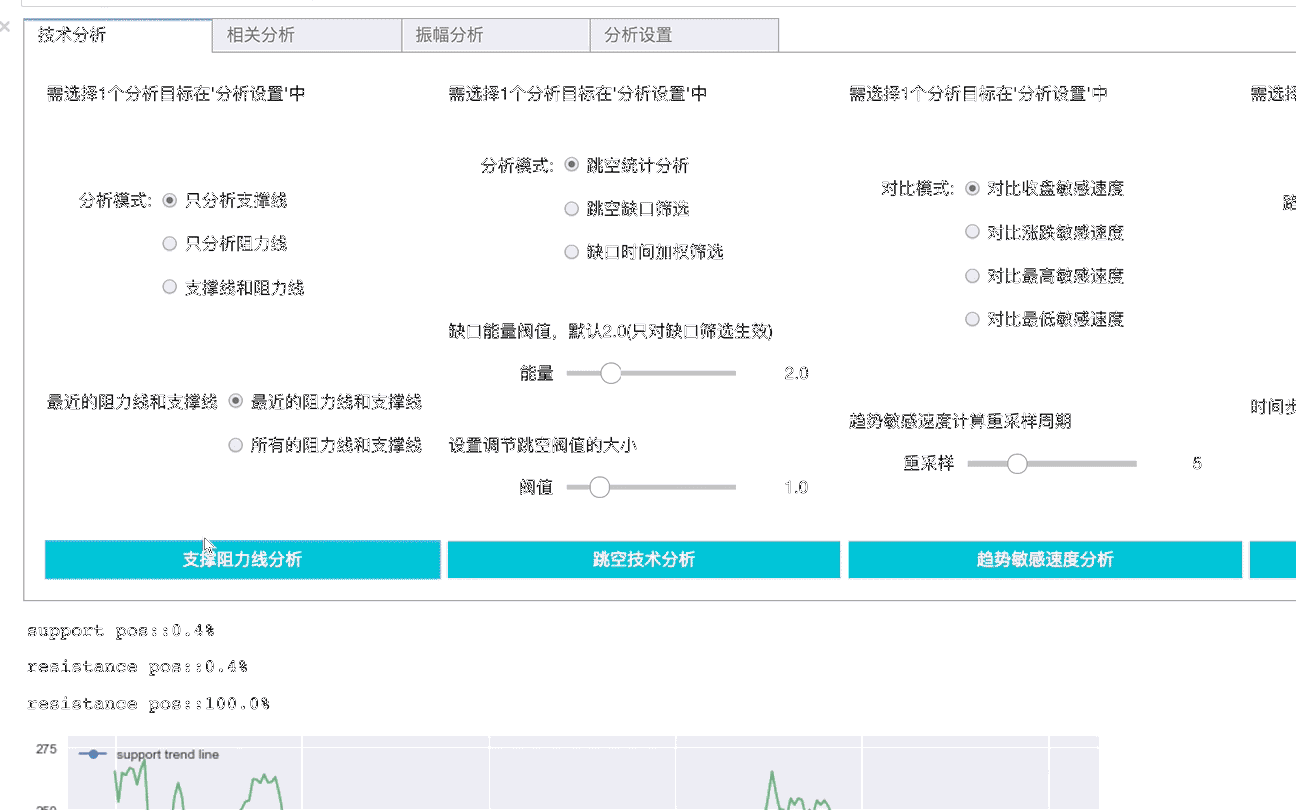 技术分析
相关分析
振幅分析
分析设置
需选择1个分析目标在'分析设置'中
分析模式:
只分析支撑线
只分析阻力线
支撑线和阻力线
最近的阻力线和支撑线
最近的阻力线和支撑线
所有的阻力线和支撑线
支撑阻力线分析
需选择1个分析目标在'分析设置'中
分析模式:
跳空统计分析
跳空缺口筛选
缺口时间加权筛选
缺口能量阀值，默认2.0(只对缺口筛选生效)
能量
2.0
设置调节跳空阀值的大小
阀值
1.0
跳空技术分析
需选择1个分析目标在'分析设置'中
对比模式:
对比收盘敏感速度
对比涨跌敏感速度
对比最高敏感速度
对比最低敏感速度
趋势敏感速度计算重采样周期
重采样
5
趋势敏感速度分析
需选择
时间步
support pos::0.4%
resistance pos::0.4%
resistance pos::100.0%
275
support trend line